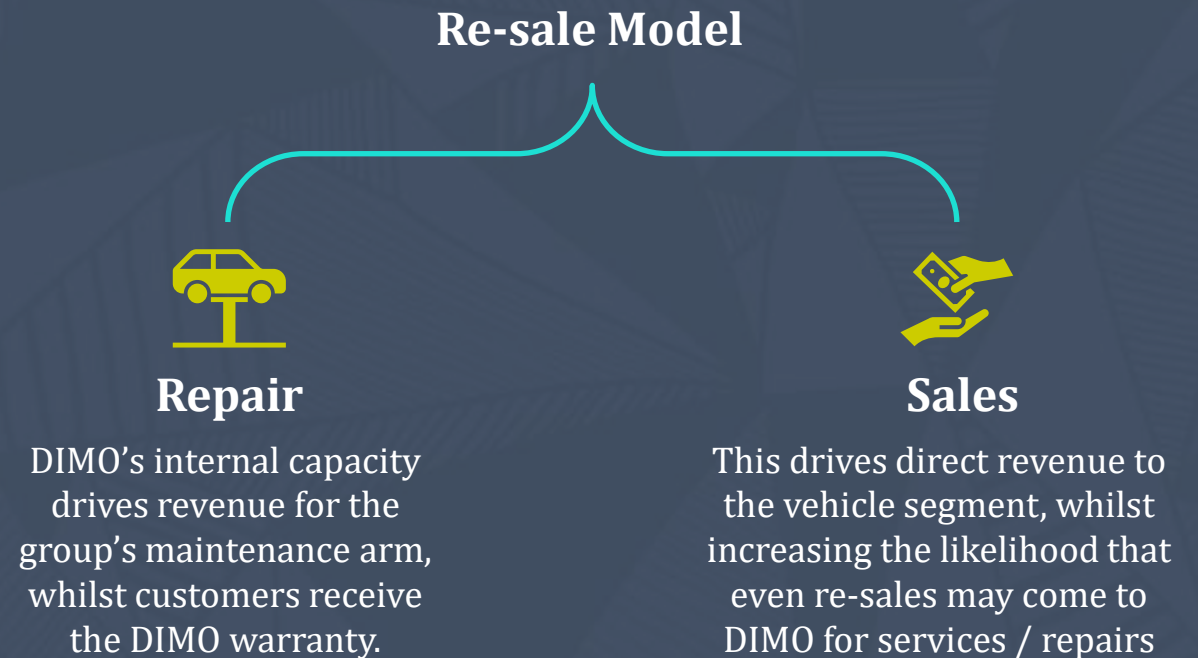 Re-sale Model
Repair
DIMO's internal capacity
drives revenue for the
group's maintenance arm,
whilst customers receive
the DIMO warranty.
Sales
This drives direct revenue to
the vehicle segment, whilst
increasing the likelihood that
even re-sales may come to
DIMO for services / repairs